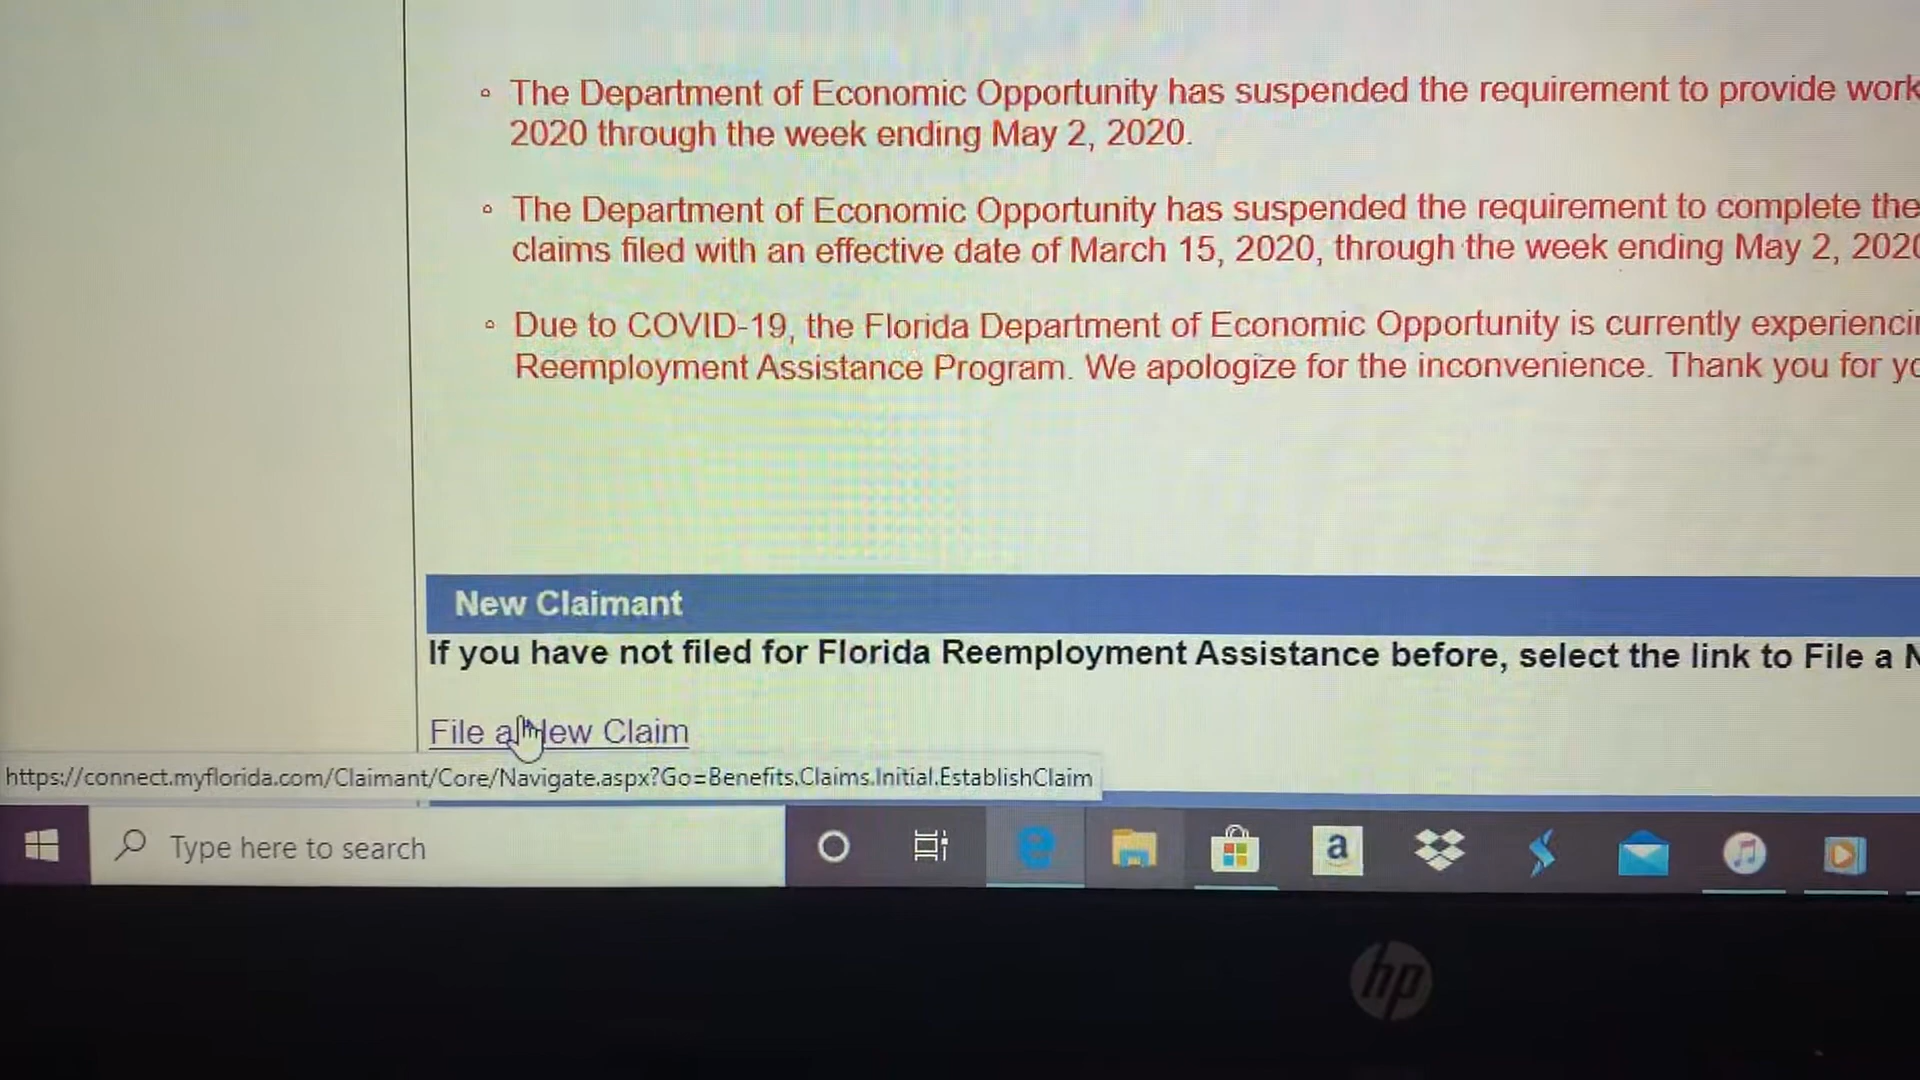 The Department of Economic Opportunity has suspended the requirement to provide work
2020 through the week ending May 2, 2020.
The Department of Economic Opportunity has suspended the requirement to complete the
claims filed with an effective date of March 15, 2020, through the week ending May 2, 2020
Due to COVID-19, the Florida Department of Economic Opportunity is currently
Reemployment Assistance Program. We apologize for the inconvenience. Thank you for
New Claimant
If you have not filed for Florida Reemployment Assistance before, select the link to File a
File a New Claim
https://connect.myflorida.com/Claimant/Core/Navigate.aspx?Go=Benefits.Claims.Initial.EstablishClaim
Type here to search
a
hp